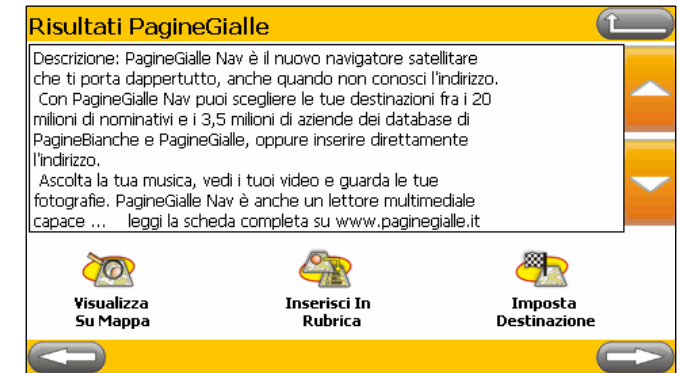 Risultati PagineGialle
Descrizione: PagineGialle Nav è il nuovo navigatore satellitare
che ti porta dappertutto, anche quando non conosci l'indirizzo.
Con PagineGialle Nav puoi scegliere le tue destinazioni fra i 20
milioni di nominativi e i 3,5 milioni di aziende dei database di
PagineBianche e PagineGialle, oppure inserire direttamente
l'indirizzo.
Ascolta la tua musica, vedi i tuoi video e guarda le tue
fotografie. PagineGialle Nav è anche un lettore multimediale
capace ... leggi la scheda completa su www.paginegialle.it
Visualizza
Su Mappa
Inserisci In
Rubrica
Imposta
Destinazione